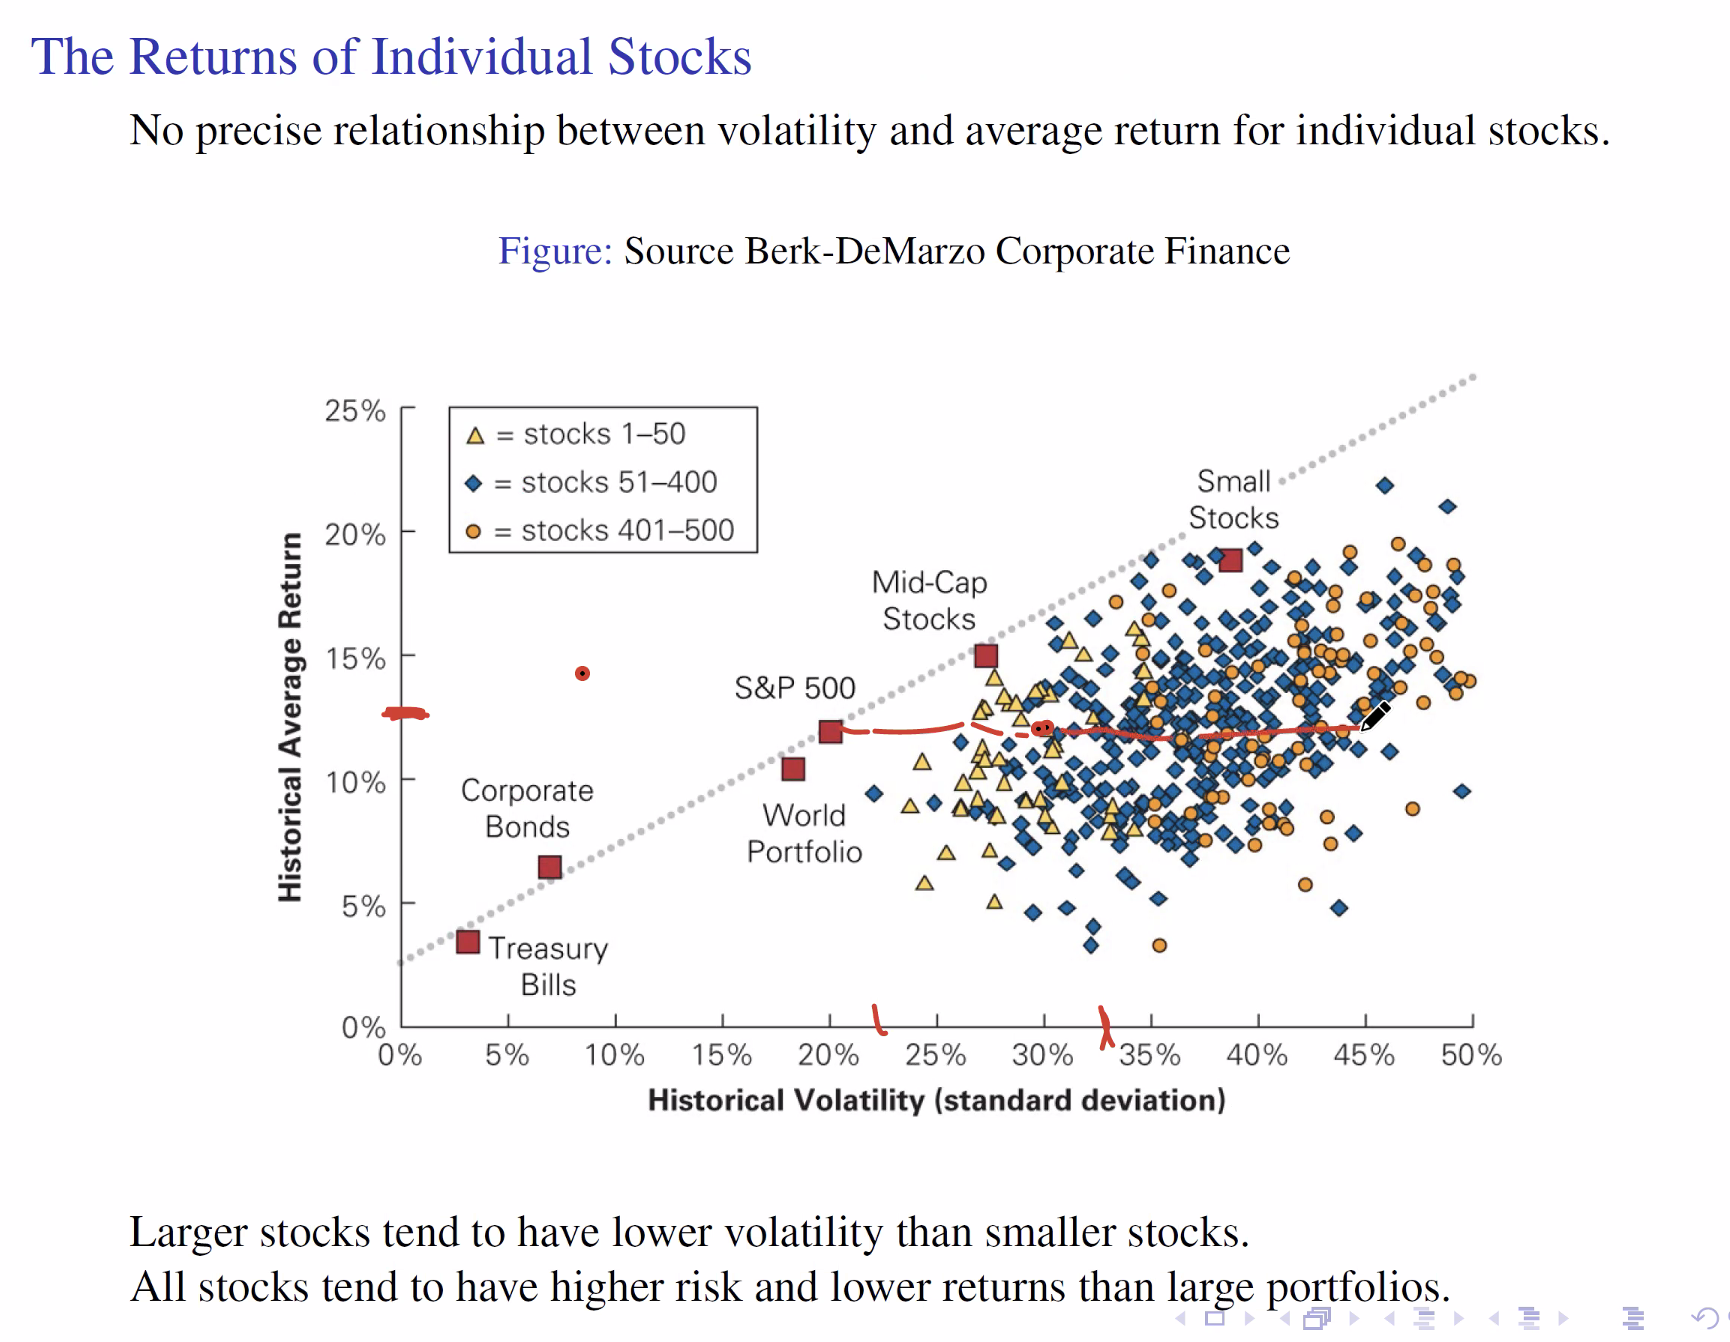 The Returns of Individual Stocks
No precise relationship between volatility and average return for individual stocks.
Figure: Source Berk-DeMarzo Corporate Finance
25%
20%
15%
10%
5%
0%
Historical Average Return
= stocks 1–50
= stocks 51–400
= stocks 401–500
Small
Stocks
Mid-Cap
Stocks
S&P 500
World
Portfolio
Corporate
Bonds
Treasury
Bills
0% 5% 10% 15% 20% 25% 30% 35% 40% 45% 50%
Historical Volatility (standard deviation)
Larger stocks tend to have lower volatility than smaller stocks.
All stocks tend to have higher risk and lower returns than large portfolios.